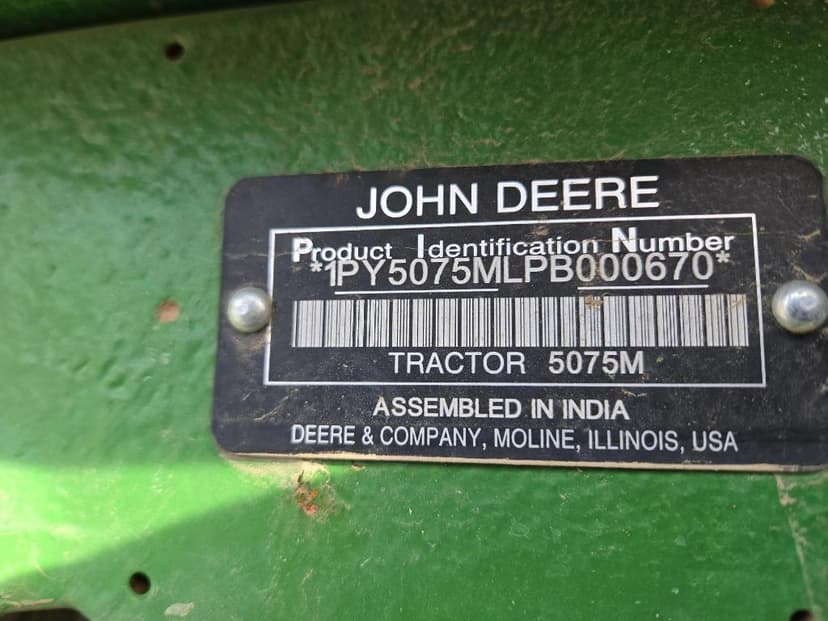 JOHN DEERE
Product Identification Number
*1PY5075MLPB000670*
TRACTOR 5075M
ASSEMBLED IN INDIA
DEERE & COMPANY, MOLINE, ILLINOIS, USA